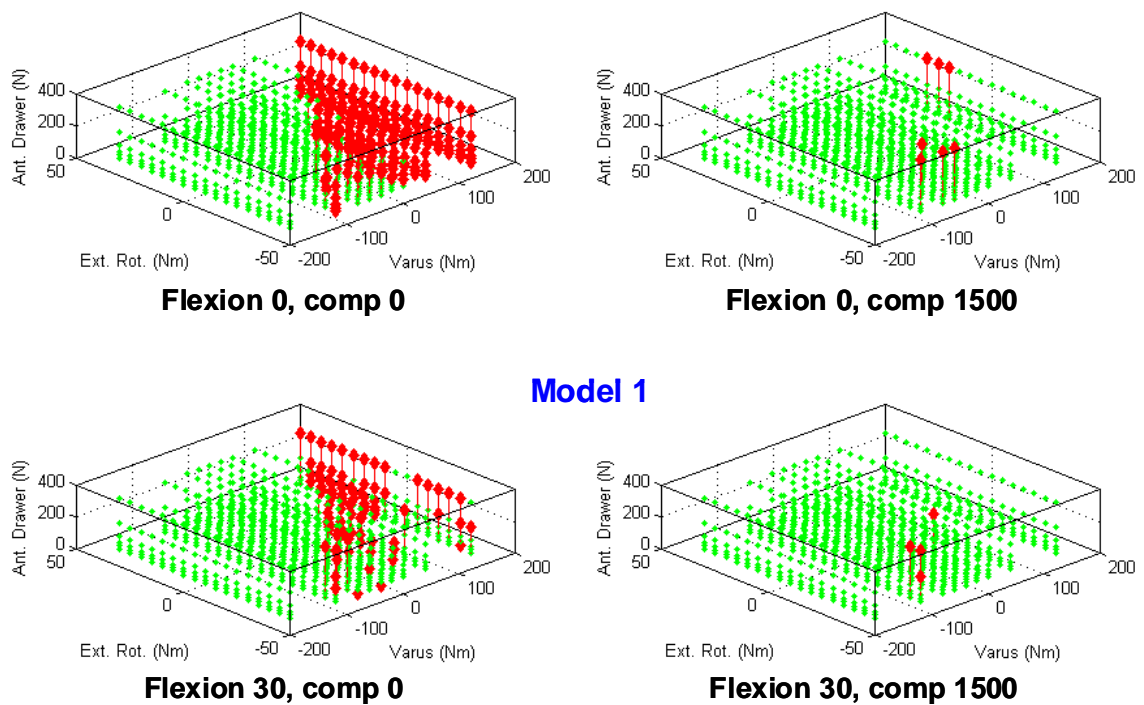 400
200
0
50
0
-50
-200
-100
0
100
200
Ant. Drawer (N)
Ext. Rot. (Nm)
Varus (Nm)
Flexion 0, comp 0
400
200
0
50
0
-50
-200
-100
0
100
200
Ant. Drawer (N)
Ext. Rot. (Nm)
Varus (Nm)
Flexion 0, comp 1500
Model 1
400
200
0
50
0
-50
-200
-100
0
100
200
Ant. Drawer (N)
Ext. Rot. (Nm)
Varus (Nm)
Flexion 30, comp 0
400
200
0
50
0
-50
-200
-100
0
100
200
Ant. Drawer (N)
Ext. Rot. (Nm)
Varus (Nm)
Flexion 30, comp 1500